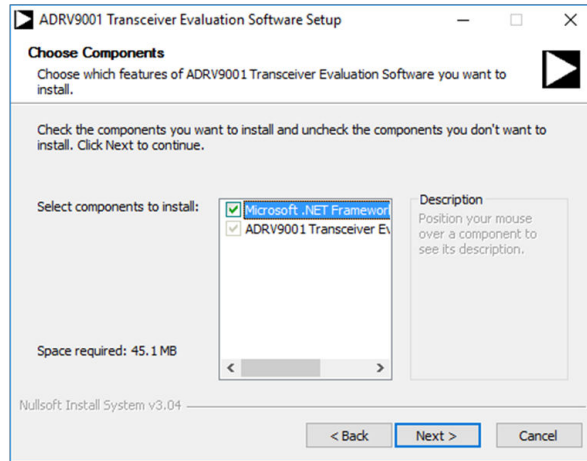 ADRV9001 Transceiver Evaluation Software Setup
Choose Components
Choose which features of ADRV9001 Transceiver Evaluation Software you want to
install.
Check the components you want to install and uncheck the components you don't want to
install. Click Next to continue.
Select components to install:
Microsoft .NET Framewor
ADRV9001 Transceiver Ev
Description
Position your mouse
over a component to
see its description.
Space required: 45.1 MB
Nullsoft Install System v3.04
< Back
Next >
Cancel